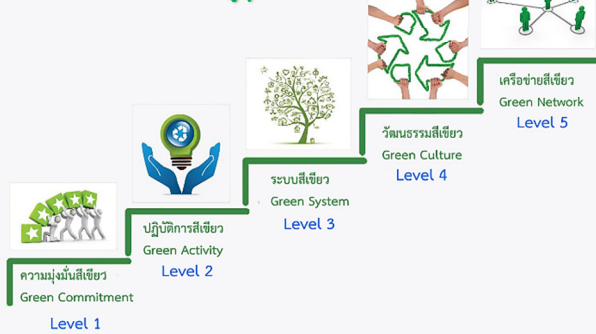 เครือข่ายสีเขียว
Green Network
Level 5
วัฒนธรรมสีเขียว
Green Culture
Level 4
ระบบสีเขียว
Green System
Level 3
ปฏิบัติการสีเขียว
Green Activity
Level 2
ความมุ่งมั่นสีเขียว
Green Commitment
Level 1